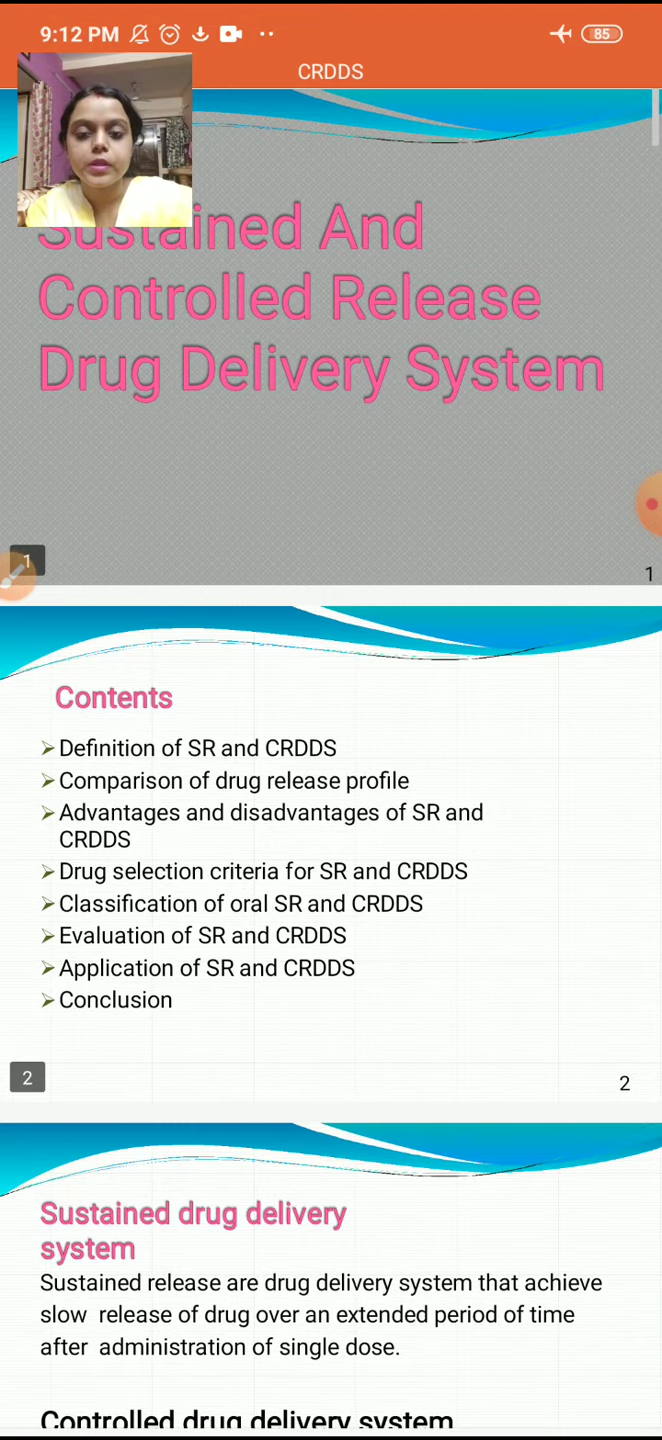 9:12 PM
85
CRDDS
Sustained And
Controlled Release
Drug Delivery System
1
1
Contents
➢Definition of SR and CRDDS
➢Comparison of drug release profile
➢Advantages and disadvantages of SR and
CRDDS
➢Drug selection criteria for SR and CRDDS
➢Classification of oral SR and CRDDS
➢Evaluation of SR and CRDDS
➢Application of SR and CRDDS
➢Conclusion
2
2
Sustained drug delivery
system
Sustained release are drug delivery system that achieve
slow release of drug over an extended period of time
after administration of single dose.
Controlled drug delivery system